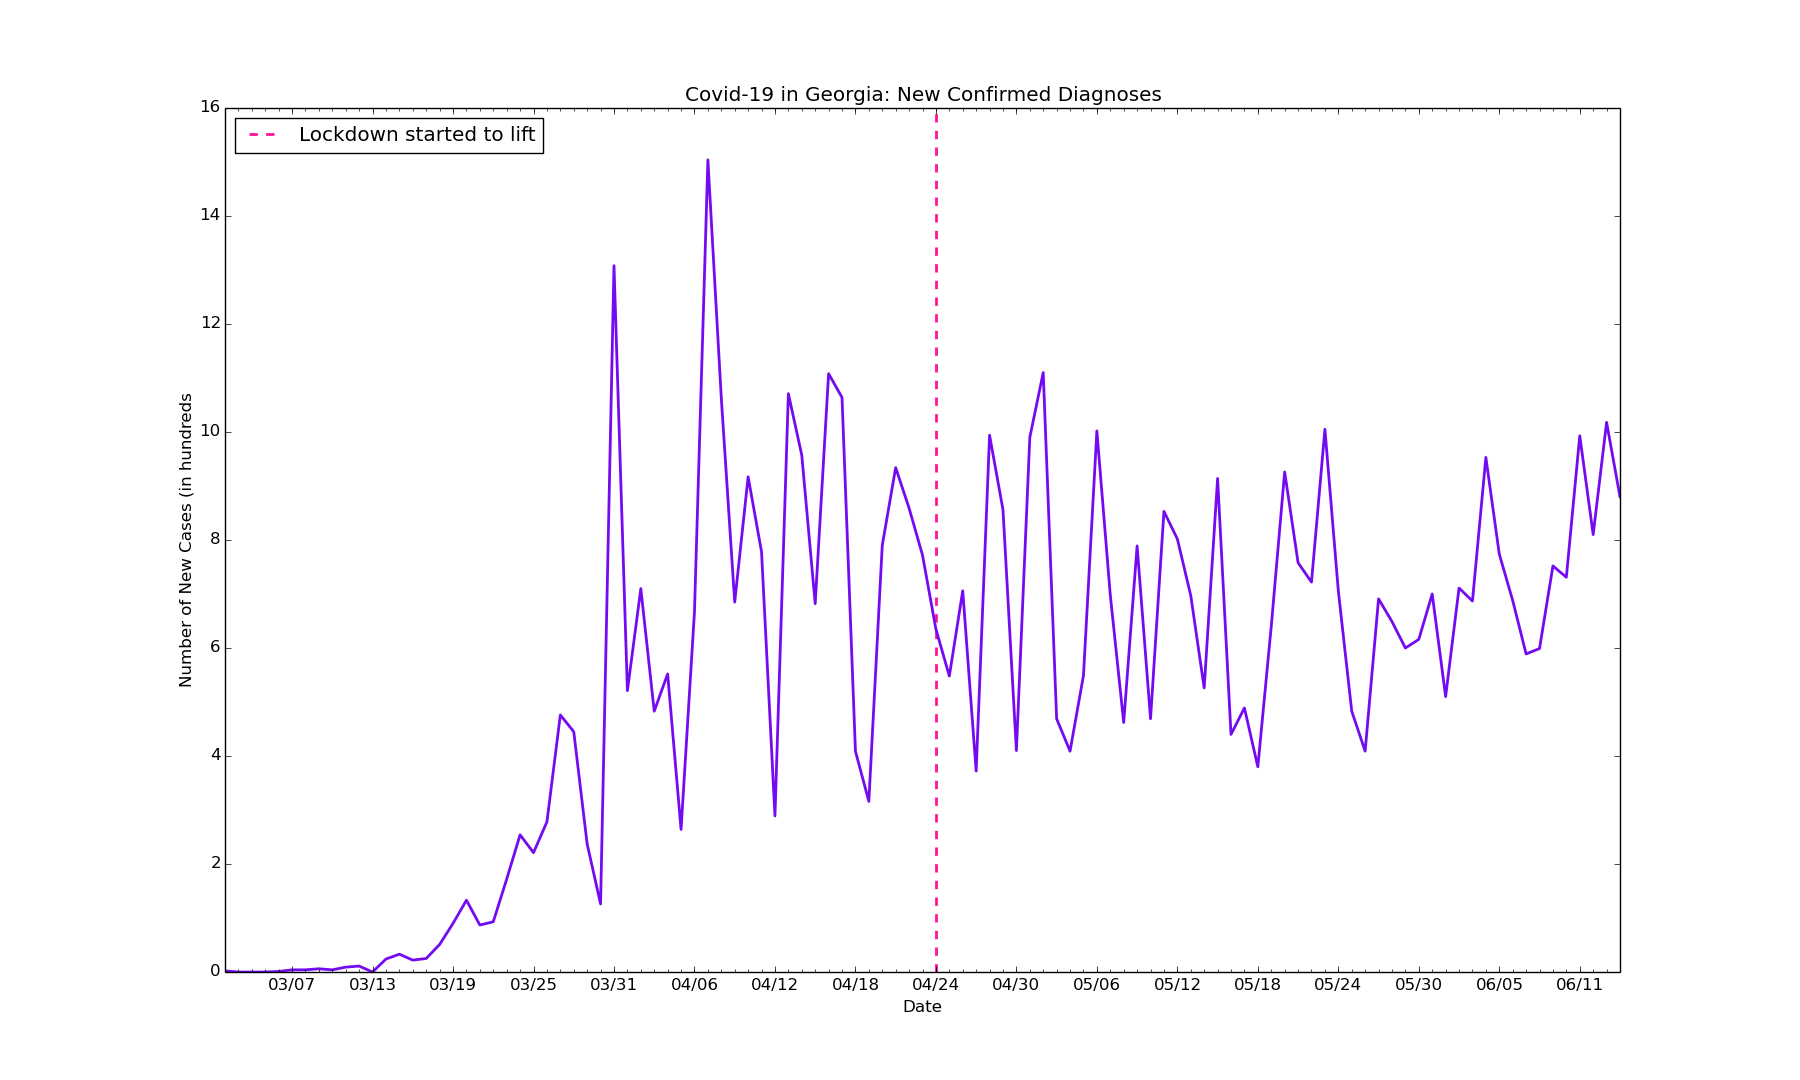 Covid-19 in Georgia: New Confirmed Diagnoses
16
Lockdown started to lift
14
12
10
8
6
4
2
0
Number of New Cases (in hundreds
03/07 03/13 03/19 03/25 03/31 04/06 04/12 04/18 04/24 04/30 05/06 05/12 05/18 05/24 05/30 06/05 06/11
Date